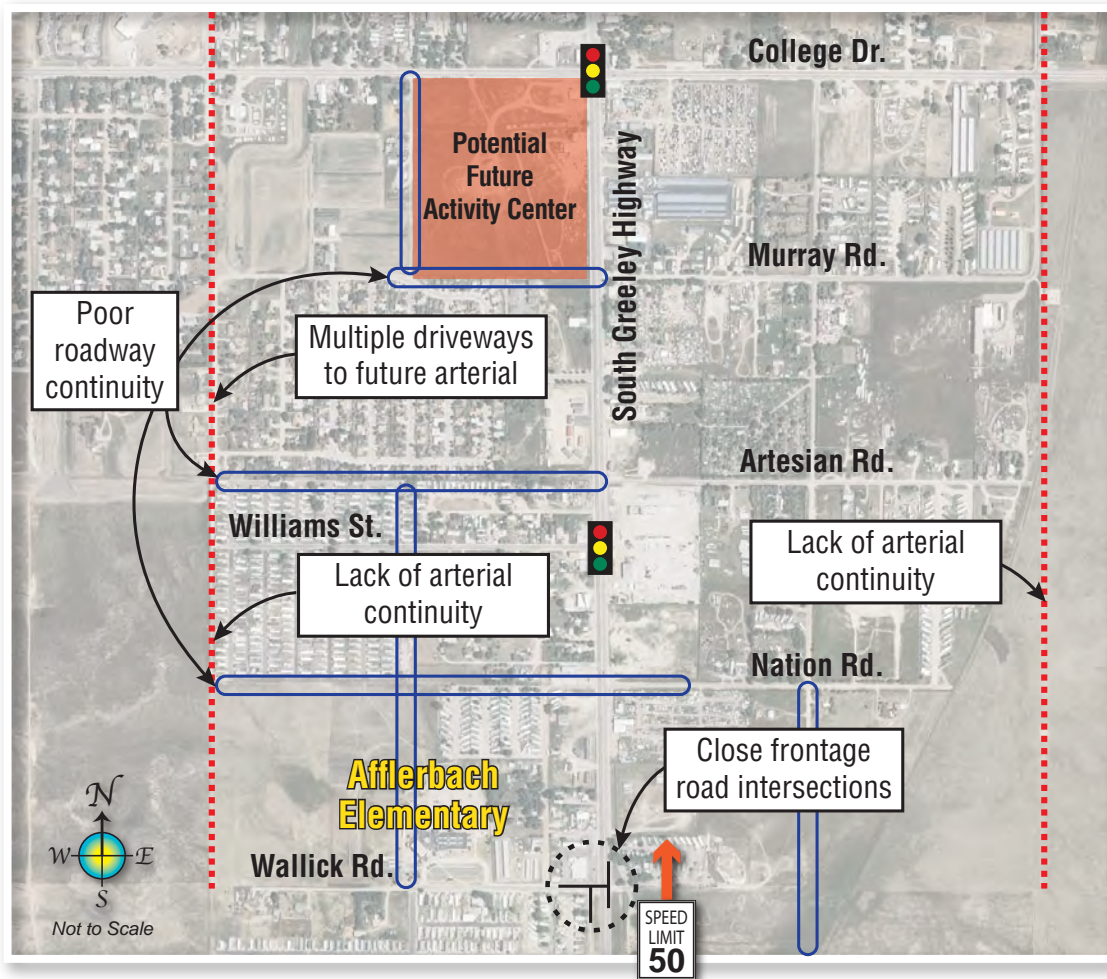 College Dr.
Potential
Future
Activity Center
South Greeley Highway
Murray Rd.
Poor
roadway
continuity
Multiple driveways
to future arterial
Artesian Rd.
Williams St.
Lack of arterial
continuity
Lack of arterial
continuity
Nation Rd.
Close frontage
road intersections
Afflerbach
Elementary
Wallick Rd.
N
W
E
S
Not to Scale
SPEED
LIMIT
50